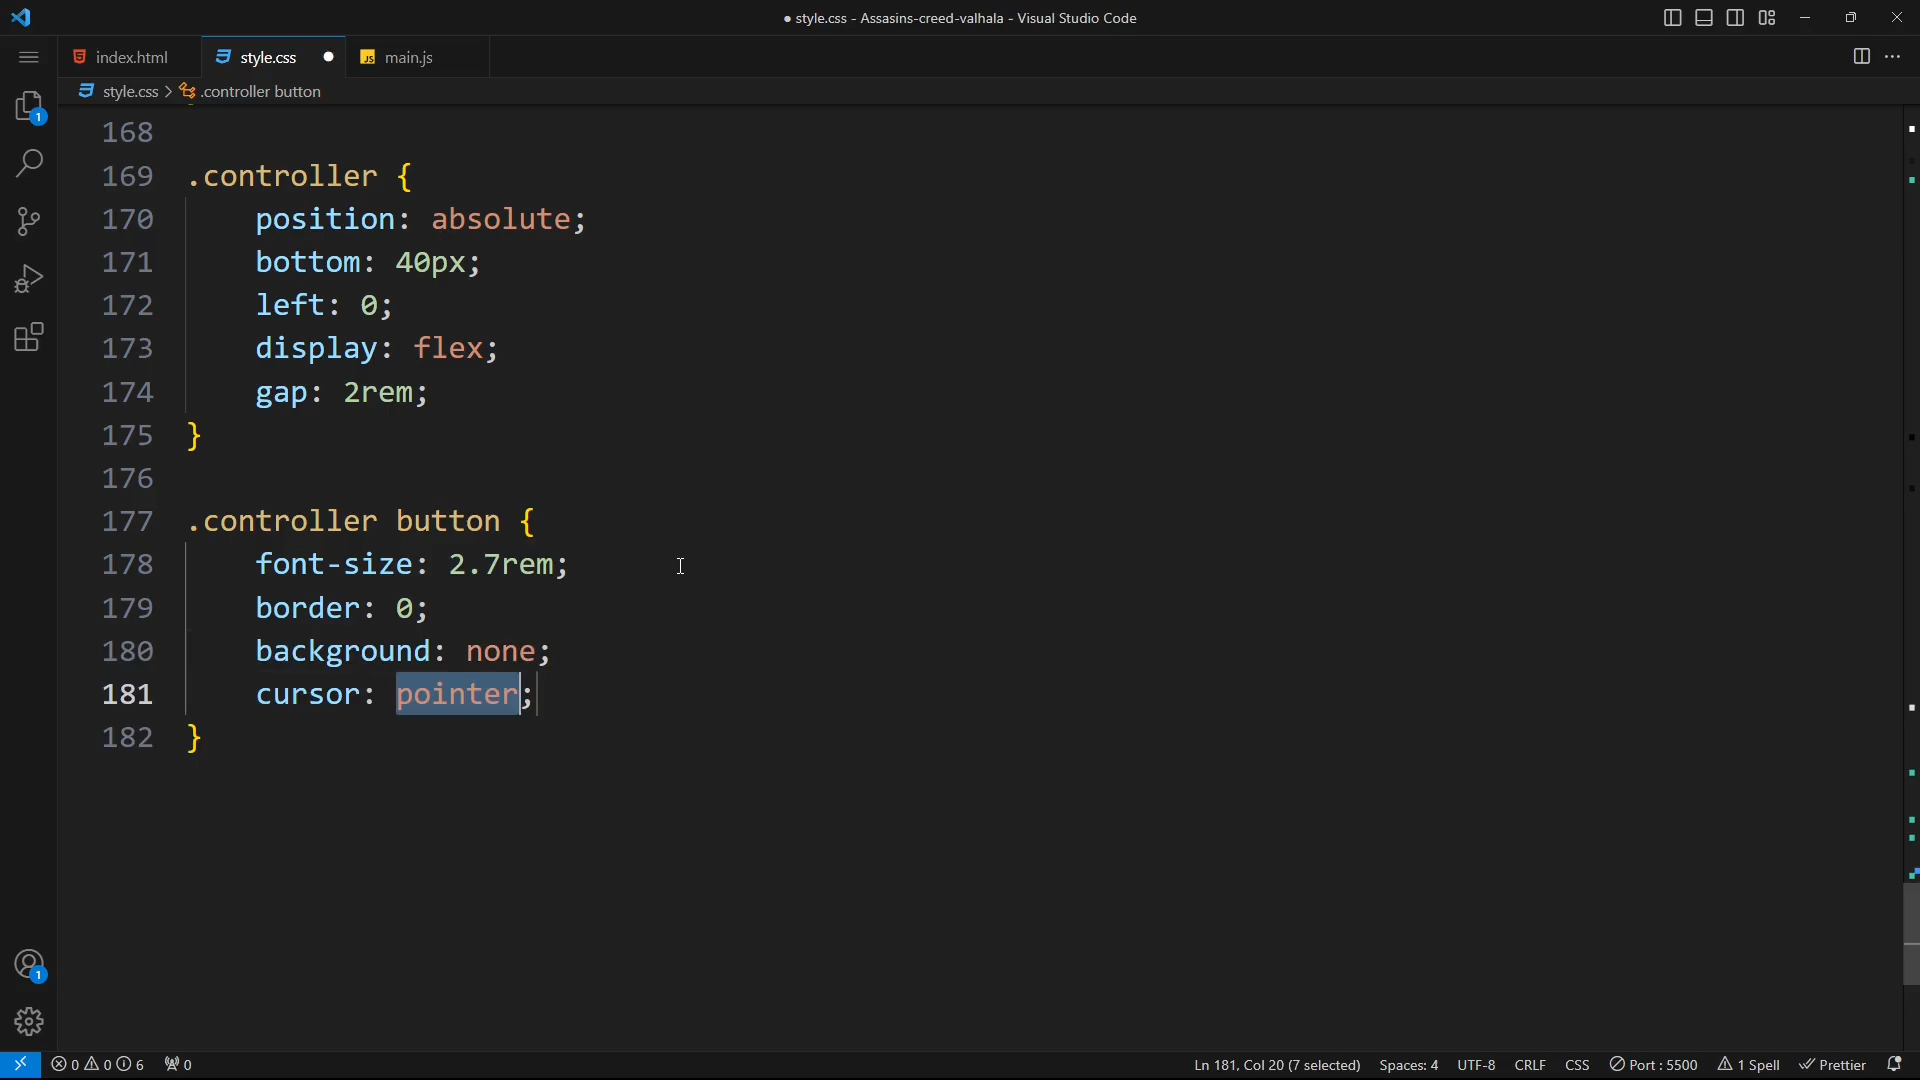 ● style.css - Assasins-creed-valhala - Visual Studio Code
index.html
style.css
JS main.js
style.css > .controller button
168
169 .controller {
170 position: absolute;
171 bottom: 40px;
172 left: 0;
173 display: flex;
174 gap: 2rem;
175 }
176
177 .controller button {
178 font-size: 2.7rem;
179 border: 0;
180 background: none;
181 cursor: pointer;
182 }
1
1
0 0 6 0
Ln 181, Col 20 (7 selected) Spaces: 4 UTF-8 CRLF CSS Port : 5500 1 Spell Prettier